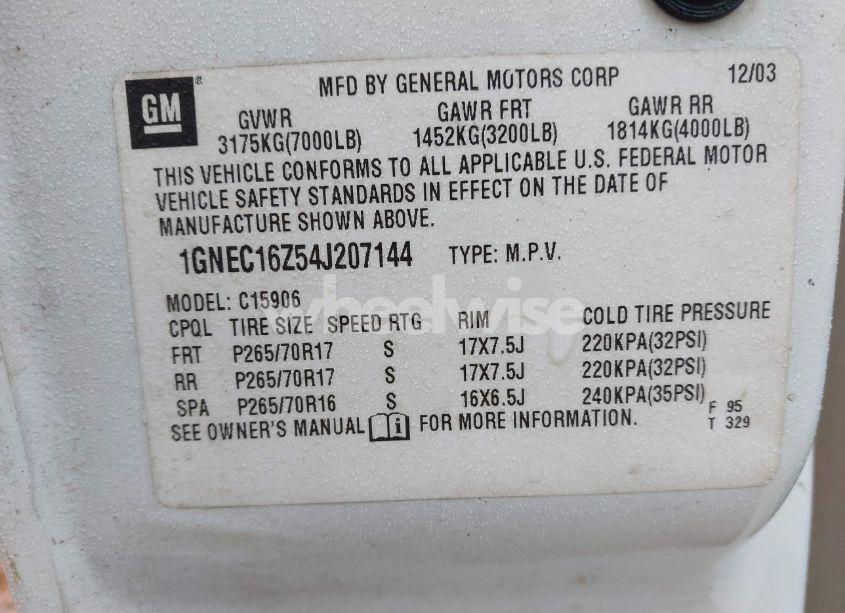 GM ® MFD BY GENERAL MOTORS CORP 12/03
GVWR GAWR FRT GAWR RR
3175KG(7000LB) 1452KG(3200LB) 1814KG(4000LB)
THIS VEHICLE CONFORMS TO ALL APPLICABLE U.S. FEDERAL MOTOR
VEHICLE SAFETY STANDARDS IN EFFECT ON THE DATE OF
MANUFACTURE SHOWN ABOVE.
1GNEC16Z54J207144 TYPE: M.P.V.
MODEL: C15906
wheelwise
CPQL TIRE SIZE SPEED RTG RIM COLD TIRE PRESSURE
FRT P265/70R17 S 17X7.5J 220KPA(32PSI)
RR P265/70R17 S 17X7.5J 220KPA(32PSI)
SPA P265/70R16 S 16X6.5J 240KPA(35PSI)
SEE OWNER'S MANUAL i FOR MORE INFORMATION.
F 95
T 329